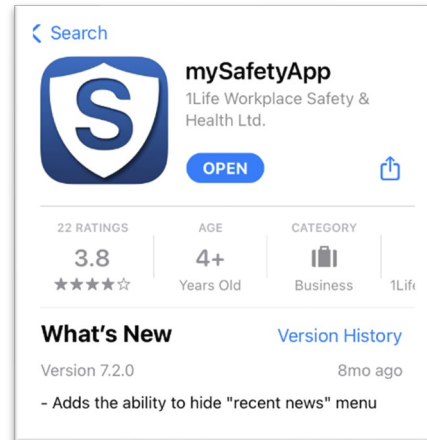 Search
mySafetyApp
1Life Workplace Safety &
Health Ltd.
S
OPEN
22 RATINGS
AGE
CATEGORY
3.8
4+
Years Old
Business
1Life
What's New
Version History
Version 7.2.0
8mo ago
- Adds the ability to hide "recent news" menu